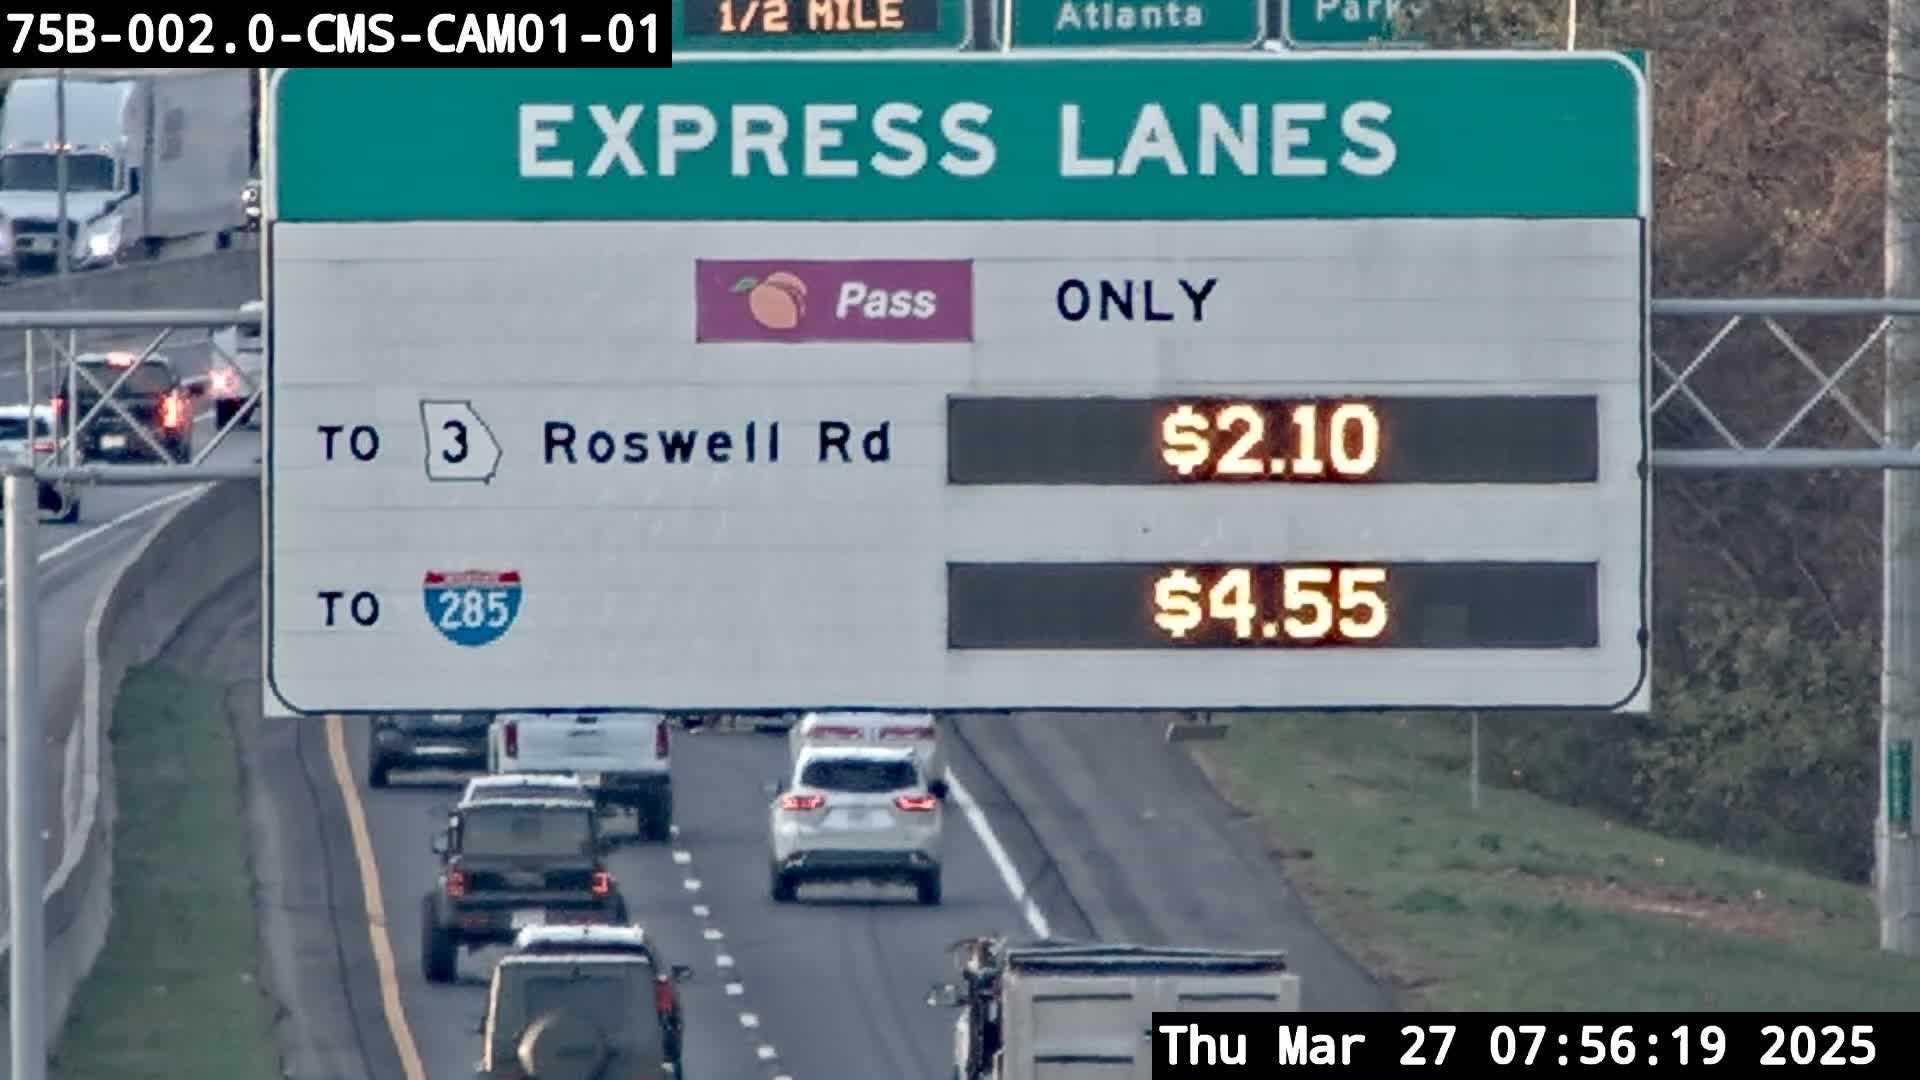 75B-002.0-CMS-CAM01-01
1/2 MILE
Atlanta
Park
EXPRESS LANES
Pass ONLY
TO 3 Roswell Rd $2.10
TO 285 $4.55
Thu Mar 27 07:56:19 2025